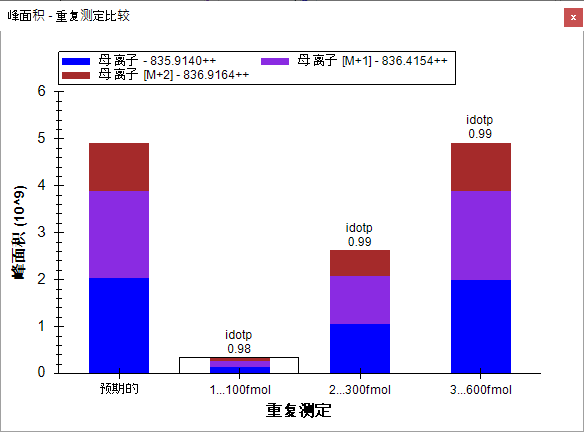 峰面积 - 重复测定比较
母离子 - 835.9140++
母离子 [M+1] - 836.4154++
母离子 [M+2] - 836.9164++
6
5
4
3
2
1
0
峰面积 (10^9)
idotp
0.98
idotp
0.99
idotp
0.99
预期的
1...100fmol
2...300fmol
3...600fmol
重复测定